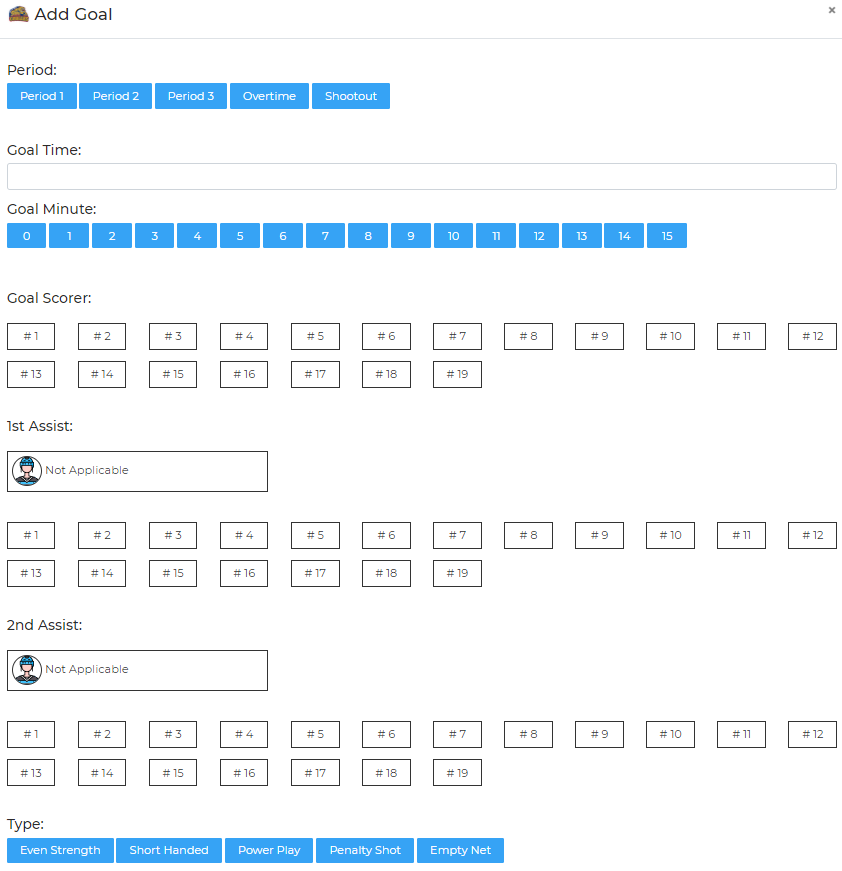 Add Goal ×
Period:
Period 1 Period 2 Period 3 Overtime Shootout
Goal Time:
Goal Minute:
0 1 2 3 4 5 6 7 8 9 10 11 12 13 14 15
Goal Scorer:
# 1 # 2 # 3 # 4 # 5 # 6 # 7 # 8 # 9 # 10 # 11 # 12
# 13 # 14 # 15 # 16 # 17 # 18 # 19
1st Assist:
Not Applicable
# 1 # 2 # 3 # 4 # 5 # 6 # 7 # 8 # 9 # 10 # 11 # 12
# 13 # 14 # 15 # 16 # 17 # 18 # 19
2nd Assist:
Not Applicable
# 1 # 2 # 3 # 4 # 5 # 6 # 7 # 8 # 9 # 10 # 11 # 12
# 13 # 14 # 15 # 16 # 17 # 18 # 19
Type:
Even Strength Short Handed Power Play Penalty Shot Empty Net